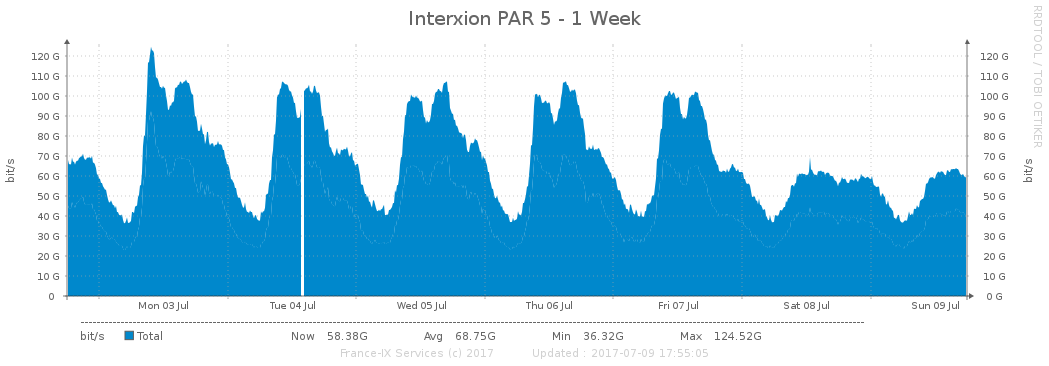 Interxion PAR 5 - 1 Week
RRDTOOL / TOBI OETIKER
bit/s
120 G 120 G
110 G 110 G
100 G 100 G
90 G 90 G
80 G 80 G
70 G 70 G
60 G 60 G
50 G 50 G
40 G 40 G
30 G 30 G
20 G 20 G
10 G 10 G
0 0 G
bit/s
Mon 03 Jul Tue 04 Jul Wed 05 Jul Thu 06 Jul Fri 07 Jul Sat 08 Jul Sun 09 Jul
bit/s Total Now 58.38G Avg 68.75G Min 36.32G Max 124.52G
France-IX Services (c) 2017 Updated : 2017-07-09 17:55:05